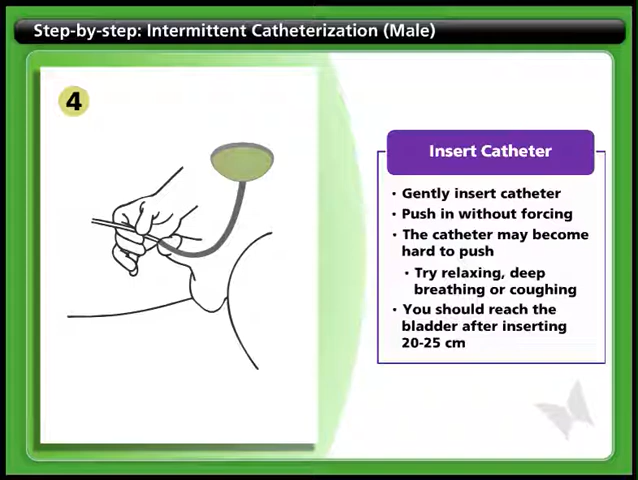 Step-by-step: Intermittent Catheterization (Male)
4
Insert Catheter
• Gently insert catheter
• Push in without forcing
• The catheter may become
hard to push
• Try relaxing, deep
breathing or coughing
• You should reach the
bladder after inserting
20-25 cm